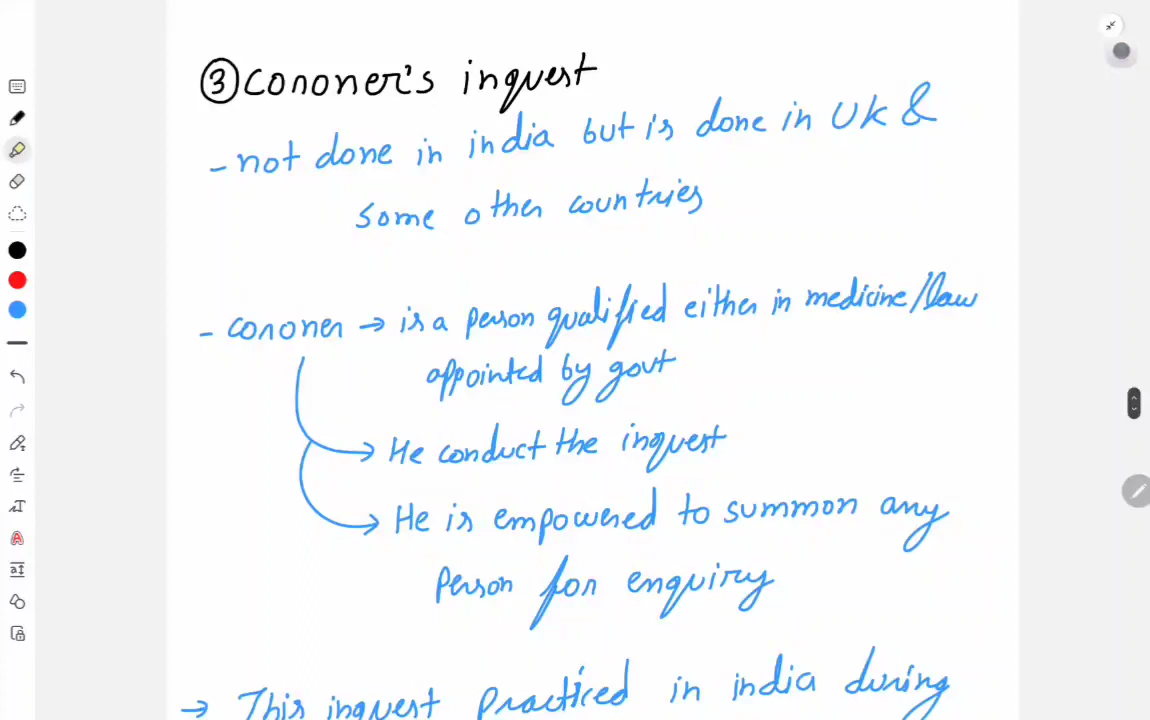 ③ Coroner's inquest
- not done in india but is done in UK &
some other countries
- coroner → is a person qualified either in medicine/law
appointed by govt
→ He conduct the inquest
→ He is empowered to summon any
person for enquiry
→ This inquest Practiced in india during